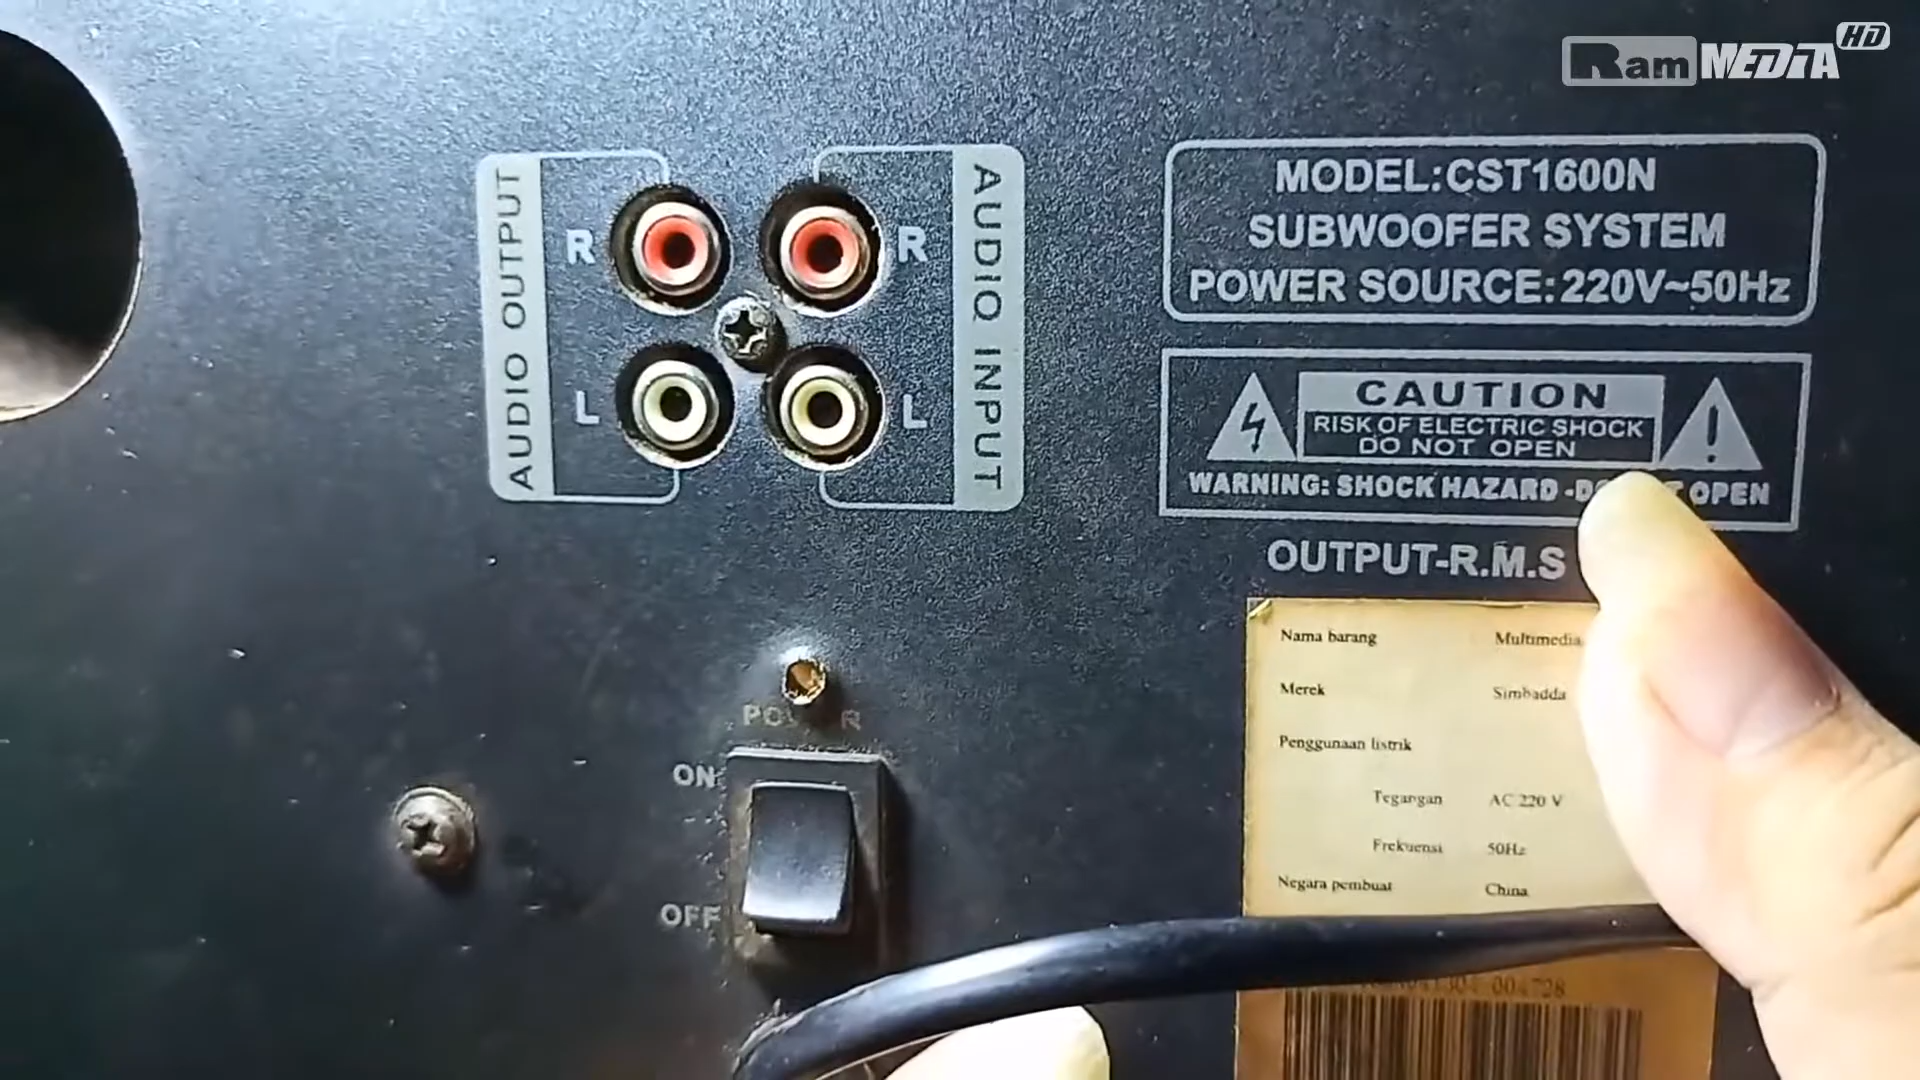 Ram MEDIA HD
AUDIO OUTPUT
R
L
R
L
AUDIO INPUT
MODEL:CST1600N
SUBWOOFER SYSTEM
POWER SOURCE:220V~50Hz
CAUTION
RISK OF ELECTRIC SHOCK
DO NOT OPEN
WARNING: SHOCK HAZARD - OPEN
OUTPUT-R.M.S
Nama barang Multimedia
Merek Simbadda
Penggunaan listrik
Tegangan AC 220 V
Frekuensi 50Hz
Negara pembuat China
004728
ON
OFF